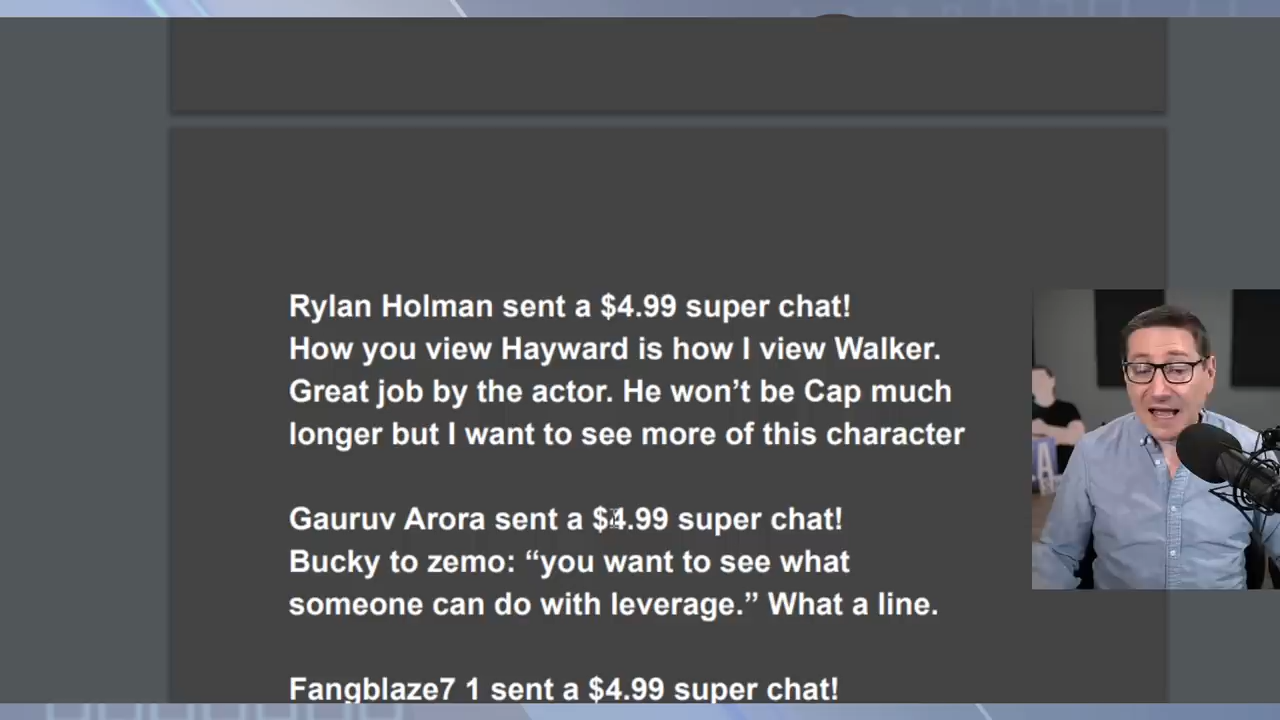 Rylan Holman sent a $4.99 super chat!
How you view Hayward is how I view Walker.
Great job by the actor. He won’t be Cap much
longer but I want to see more of this character
Gauruv Arora sent a $4.99 super chat!
Bucky to zemo: “you want to see what
someone can do with leverage.” What a line.
Fangblaze7 1 sent a $4.99 super chat!